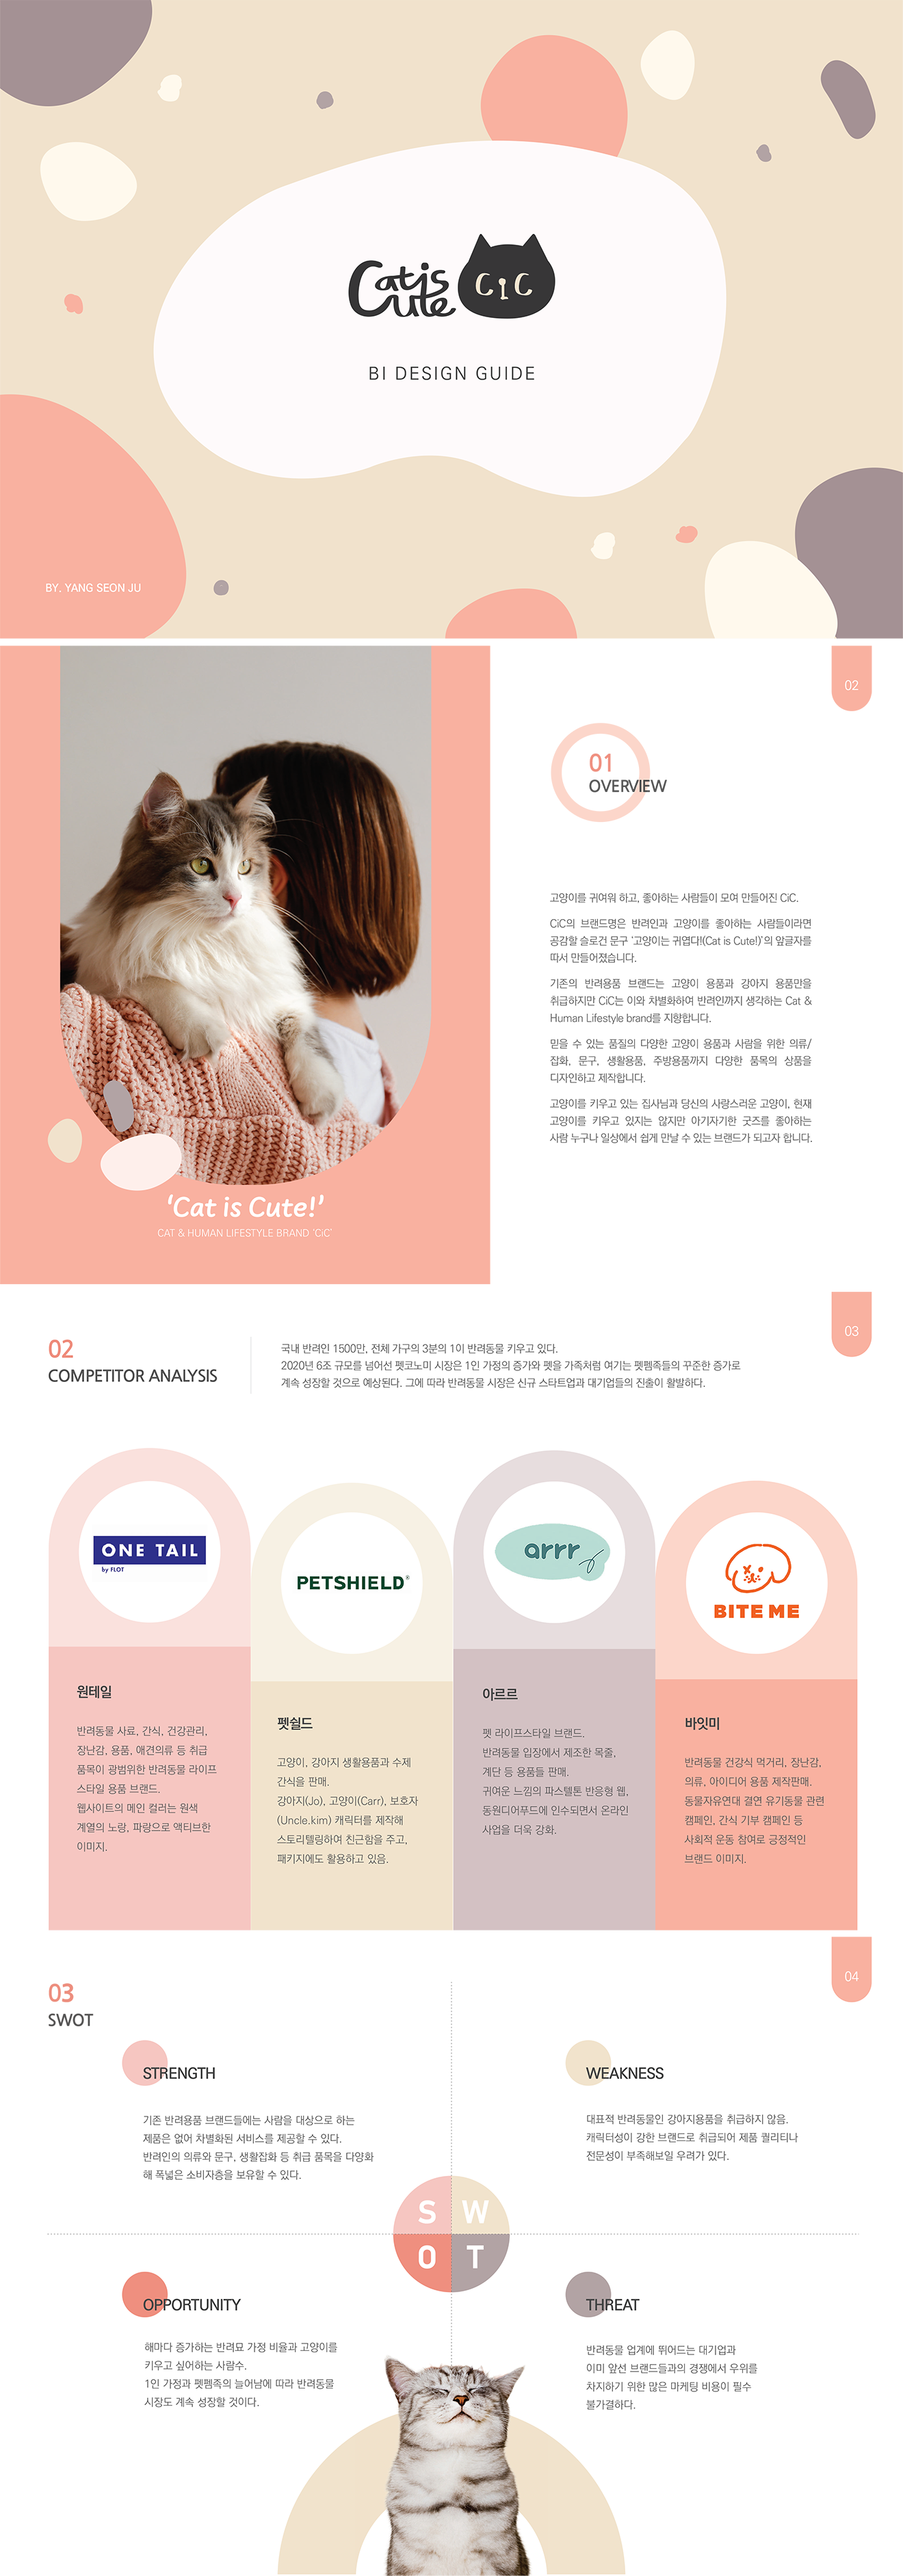 Cat is
Cute
CiC
BI DESIGN GUIDE
BY. YANG SEON JU
02
01
OVERVIEW
고양이를 귀여워 하고, 좋아하는 사람들이 모여 만들어진 CiC.
CiC의 브랜드명은 반려인과 고양이를 좋아하는 사람들이라면
공감할 슬로건 문구 '고양이는 귀엽다!(Cat is Cute!)'의 앞글자를
따서 만들어졌습니다.
기존의 반려용품 브랜드는 고양이 용품과 강아지 용품만을
취급하지만 CiC는 이와 차별화하여 반려인까지 생각하는 Cat &
Human Lifestyle brand를 지향합니다.
믿을 수 있는 품질의 다양한 고양이 용품과 사람을 위한 의류/
잡화, 문구, 생활용품, 주방용품까지 다양한 품목의 상품을
디자인하고 제작합니다.
고양이를 키우고 있는 집사님과 당신의 사랑스러운 고양이, 현재
고양이를 키우고 있지는 않지만 아기자기한 굿즈를 좋아하는
사람 누구나 일상에서 쉽게 만날 수 있는 브랜드가 되고자 합니다.
‘Cat is Cute!’
CAT & HUMAN LIFESTYLE BRAND ‘CiC’
03
02
COMPETITOR ANALYSIS
국내 반려인 1500만, 전체 가구의 3분의 1이 반려동물 키우고 있다.
2020년 6조 규모를 넘어선 펫코노미 시장은 1인 가정의 증가와 펫을 가족처럼 여기는 펫펨족들의 꾸준한 증가로
계속 성장할 것으로 예상된다. 그에 따라 반려동물 시장은 신규 스타트업과 대기업들의 진출이 활발하다.
ONE TAIL
by FLOT
원테일
반려동물 사료, 간식, 건강관리,
장난감, 용품, 애견의류 등 취급
품목이 광범위한 반려동물 라이프
스타일 용품 브랜드.
웹사이트의 메인 컬러는 원색
계열의 노랑, 파랑으로 액티브한
이미지.
PETSHIELD®
펫쉴드
고양이, 강아지 생활용품과 수제
간식을 판매.
강아지(Jo), 고양이(Carr), 보호자
(Uncle.kim) 캐릭터를 제작해
스토리텔링하여 친근함을 주고,
패키지에도 활용하고 있음.
arrr
아르르
펫 라이프스타일 브랜드.
반려동물 입장에서 제조한 목줄,
계단 등 용품들 판매.
귀여운 느낌의 파스텔톤 반응형 웹,
동원디어푸드에 인수되면서 온라인
사업을 더욱 강화.
BITE ME
바잇미
반려동물 건강식 먹거리, 장난감,
의류, 아이디어 용품 제작판매.
동물자유연대 결연 유기동물 관련
캠페인, 간식 기부 캠페인 등
사회적 운동 참여로 긍정적인
브랜드 이미지.
04
03
SWOT
STRENGTH
기존 반려용품 브랜드들에는 사람을 대상으로 하는
제품은 없어 차별화된 서비스를 제공할 수 있다.
반려인의 의류와 문구, 생활잡화 등 취급 품목을 다양화
해 폭넓은 소비자층을 보유할 수 있다.
WEAKNESS
대표적 반려동물인 강아지용품을 취급하지 않음.
캐릭터성이 강한 브랜드로 취급되어 제품 퀄리티나
전문성이 부족해보일 우려가 있다.
S W
O T
OPPORTUNITY
해마다 증가하는 반려묘 가정 비율과 고양이를
키우고 싶어하는 사람수.
1인 가정과 펫펨족의 늘어남에 따라 반려동물
시장도 계속 성장할 것이다.
THREAT
반려동물 업계에 뛰어드는 대기업과
이미 앞선 브랜드들과의 경쟁에서 우위를
차지하기 위한 많은 마케팅 비용이 필수
불가결하다.